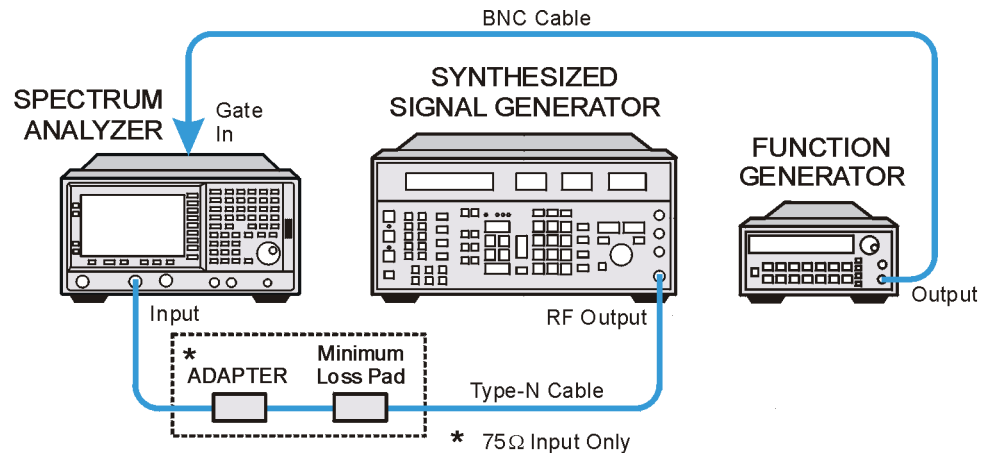 BNC Cable
SPECTRUM
ANALYZER
Gate
In
SYNTHESIZED
SIGNAL GENERATOR
FUNCTION
GENERATOR
Input
RF Output
Output
*
ADAPTER
Minimum
Loss Pad
Type-N Cable
* 75Ω Input Only